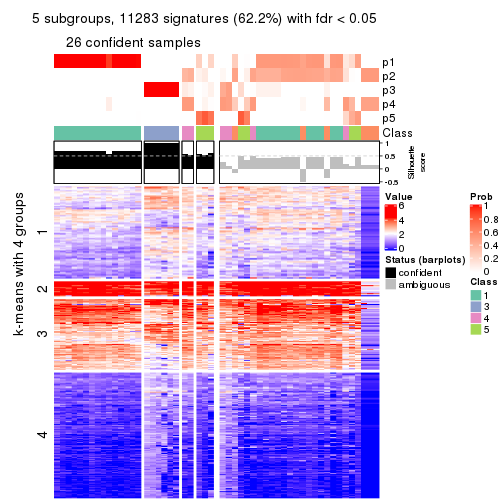 5 subgroups, 11283 signatures (62.2%) with fdr < 0.05
26 confident samples
p1
p2
p3
p4
p5
Class
1
0.5
0
-0.5
Silhouette
score
k-means with 4 groups
1
2
3
4
Value
6
4
2
0
Status (barplots)
confident
ambiguous
Prob
1
0.8
0.6
0.4
0.2
0
Class
1
3
4
5